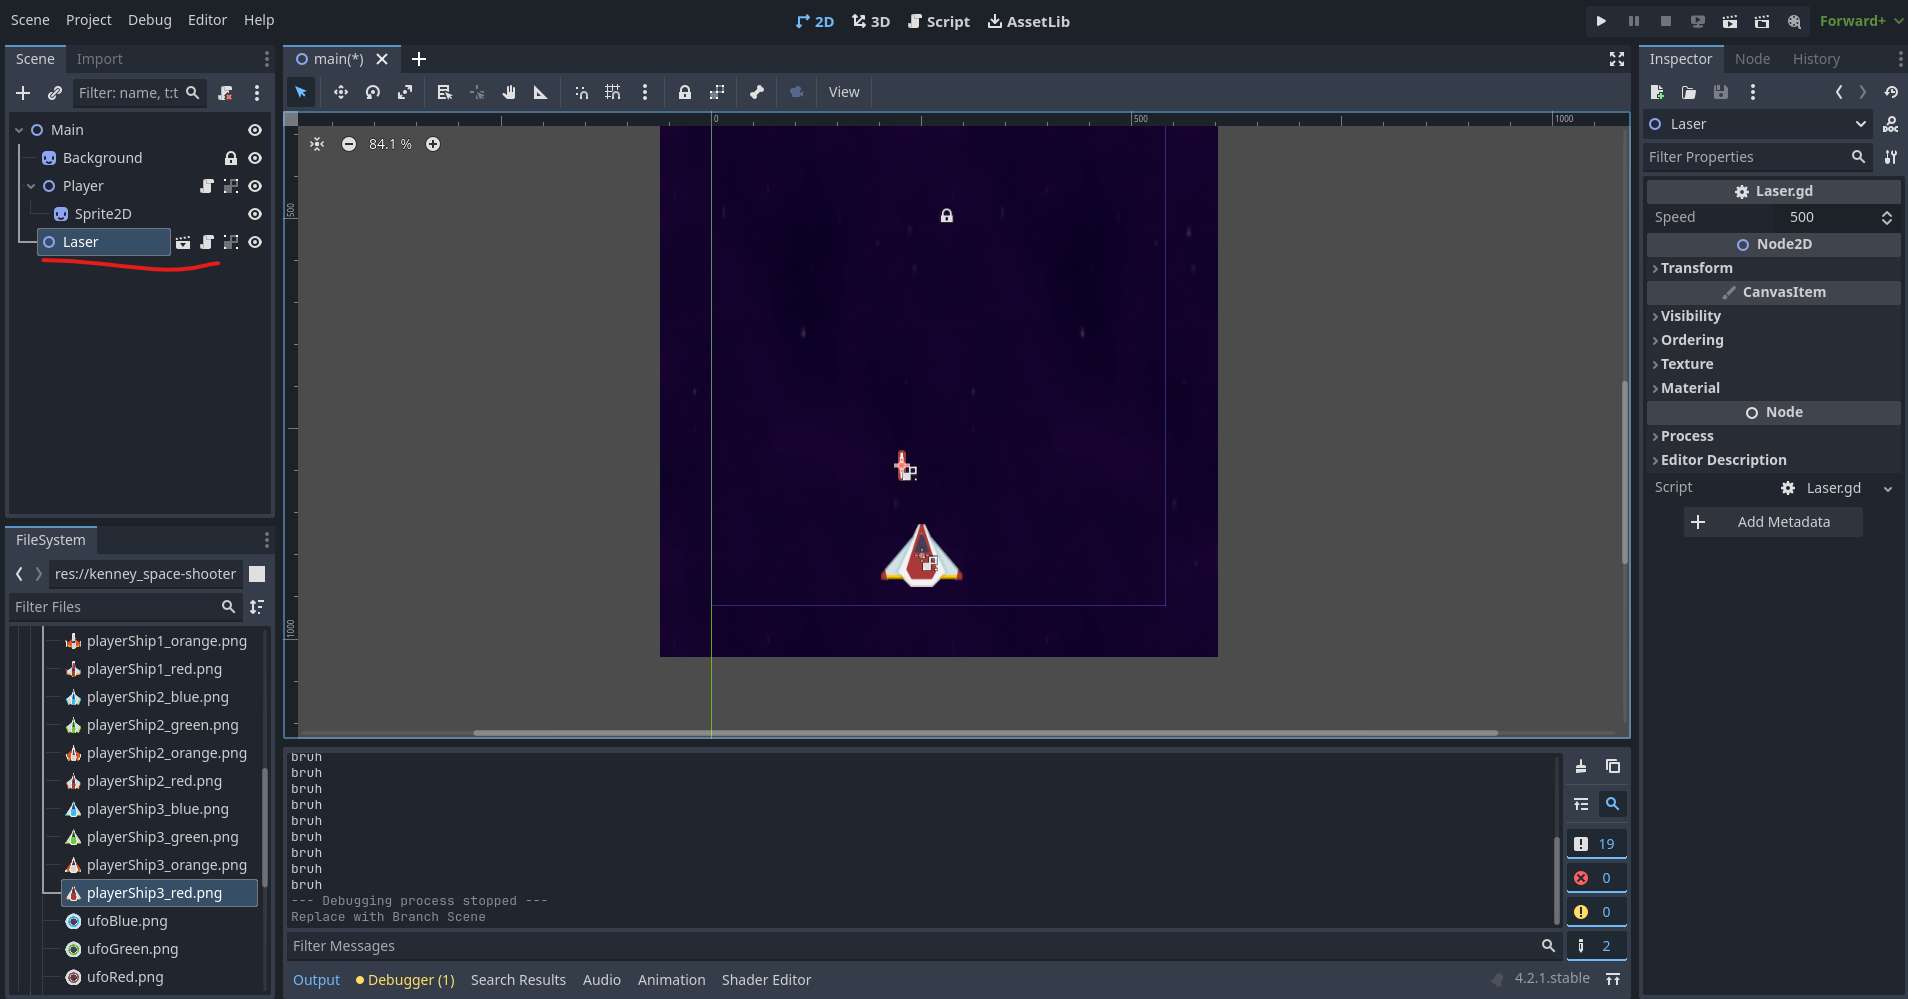 Scene Project Debug Editor Help
2D 3D Script AssetLib
Forward+
Scene Import
Filter: name, t:t
Main
Background
Player
Sprite2D
Laser
FileSystem
res://kenney_space-shooter
Filter Files
playerShip1_orange.png
playerShip1_red.png
playerShip2_blue.png
playerShip2_green.png
playerShip2_orange.png
playerShip2_red.png
playerShip3_blue.png
playerShip3_green.png
playerShip3_orange.png
playerShip3_red.png
ufoBlue.png
ufoGreen.png
ufoRed.png
main(*)
View
0 500 1000
84.1 %
500
1000
bruh
bruh
bruh
bruh
bruh
bruh
bruh
bruh
bruh
--- Debugging process stopped ---
Replace with Branch Scene
19
0
0
2
Filter Messages
Output Debugger (1) Search Results Audio Animation Shader Editor
4.2.1.stable
Inspector Node History
Laser
DOC
Filter Properties
Laser.gd
Speed 500
Node2D
Transform
CanvasItem
Visibility
Ordering
Texture
Material
Node
Process
Editor Description
Script Laser.gd
Add Metadata